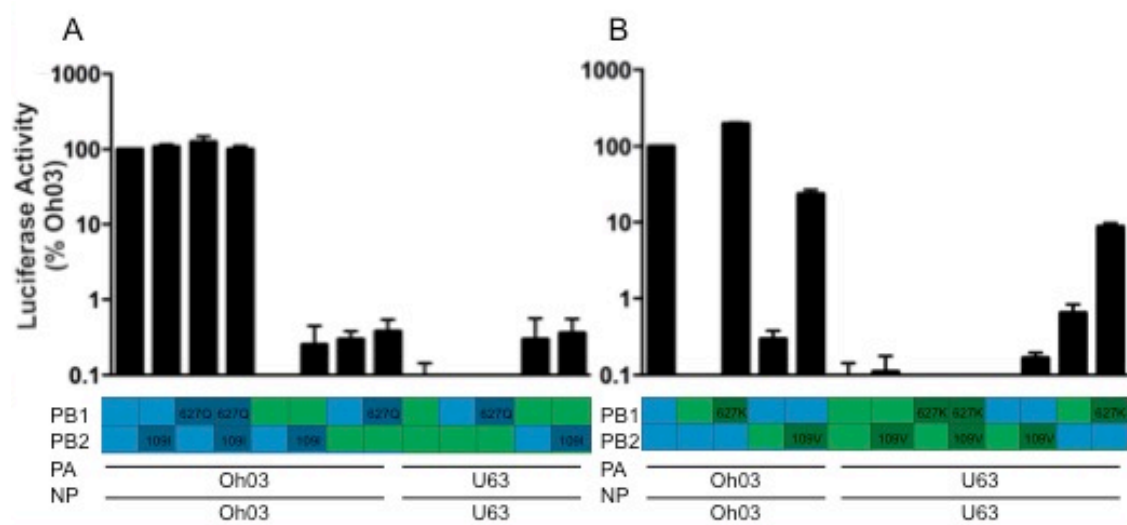 A
B
Luciferase Activity
(% Oh03)
1000
100
10
1
0.1
1000
100
10
1
0.1
PB1 627Q 627Q 627Q
PB2 109I 109I 109I 109I
PA Oh03 U63
NP Oh03 U63
PB1 627K 627K 627K 627K
PB2 109V 109V 109V 109V
PA Oh03 U63
NP Oh03 U63